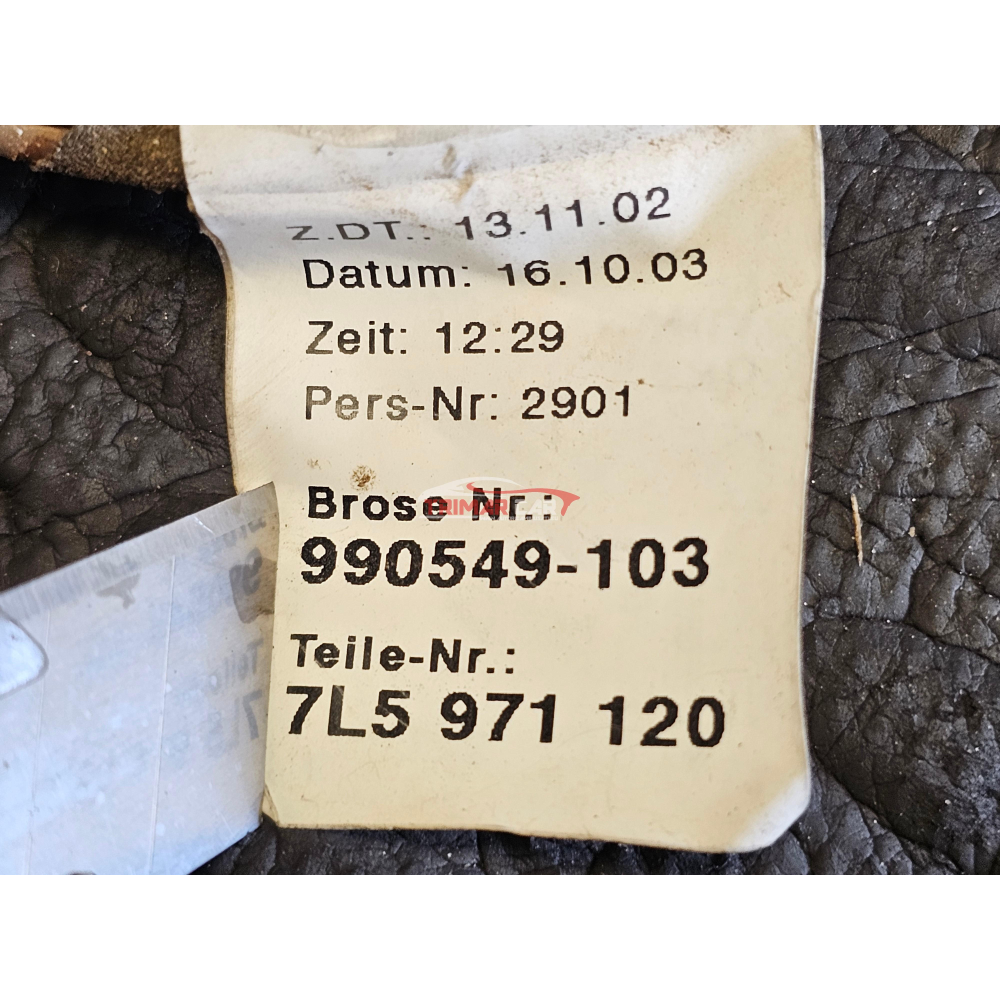 Z.DT.: 13.11.02
Datum: 16.10.03
Zeit: 12:29
Pers-Nr: 2901
Brose Nr.:
TRIMARCAR
990549-103
Teile-Nr.:
7L5 971 120